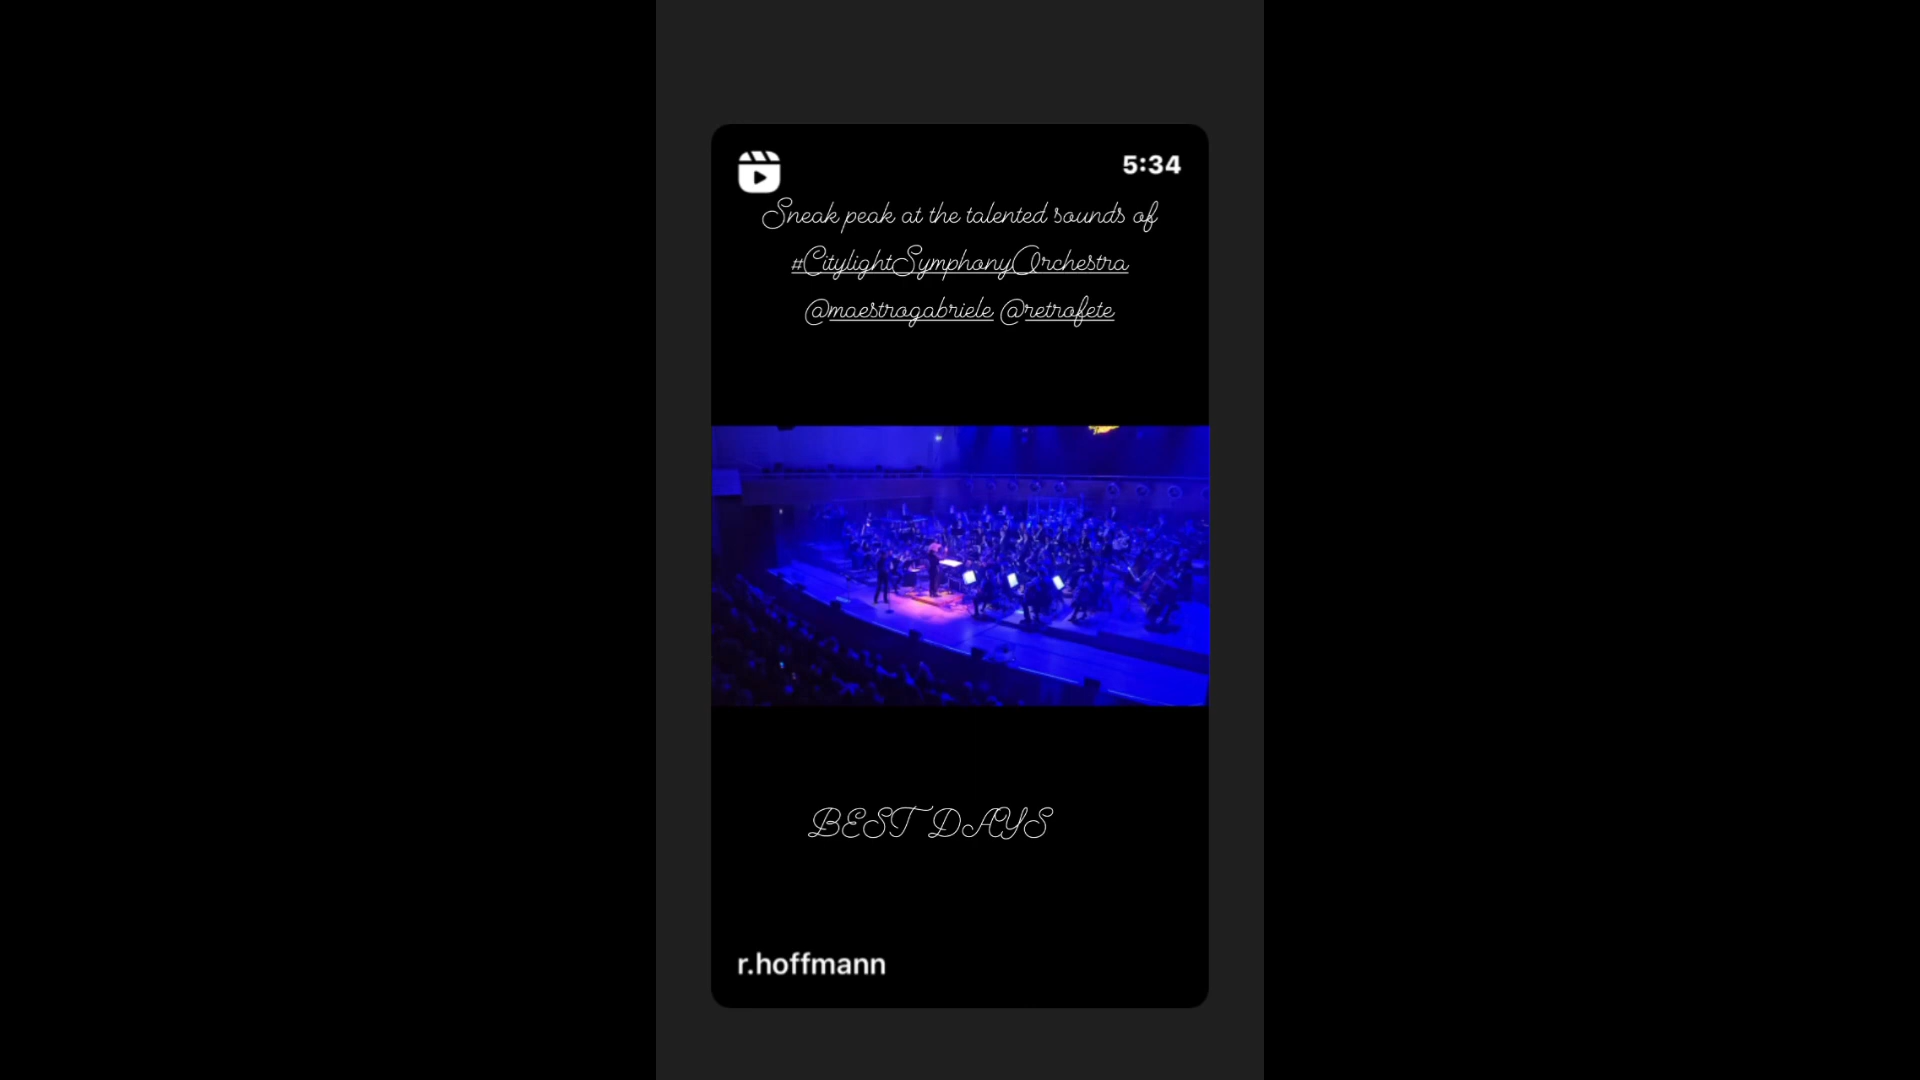 5:34
Sneak peak at the talented sounds of
#CitylightSymphonyOrchestra
@maestrogabriele @retrofete
BEST DAYS
r.hoffmann